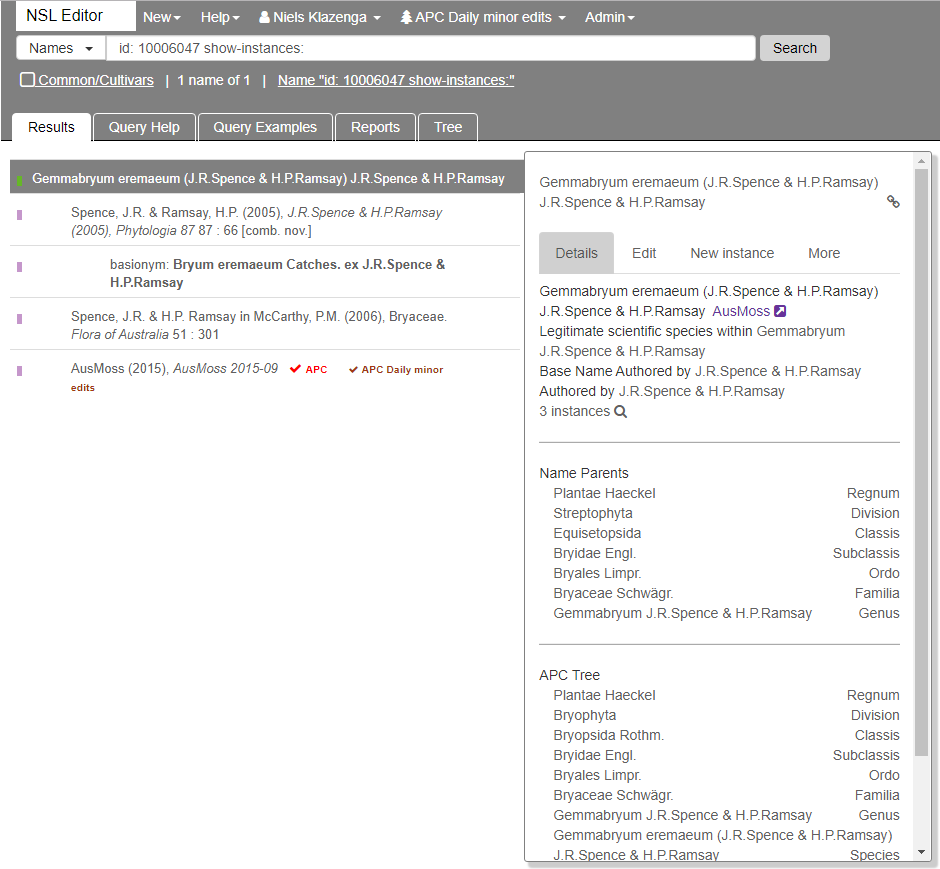 NSL Editor New Help Niels Klazenga APC Daily minor edits Admin
Names id: 10006047 show-instances: Search
Common/Cultivars | 1 name of 1 | Name "id: 10006047 show-instances:"
Results Query Help Query Examples Reports Tree
Gemmabryum eremaeum (J.R.Spence & H.P.Ramsay) J.R.Spence & H.P.Ramsay
Spence, J.R. & Ramsay, H.P. (2005), J.R.Spence & H.P.Ramsay
(2005), Phytologia 87 87 : 66 [comb. nov.]
basionym: Bryum eremaeum Catches. ex J.R.Spence &
H.P.Ramsay
Spence, J.R. & H.P. Ramsay in McCarthy, P.M. (2006), Bryaceae.
Flora of Australia 51 : 301
AusMoss (2015), AusMoss 2015-09 APC APC Daily minor
edits
Gemmabryum eremaeum (J.R.Spence & H.P.Ramsay)
J.R.Spence & H.P.Ramsay
Details Edit New instance More
Gemmabryum eremaeum (J.R.Spence & H.P.Ramsay)
J.R.Spence & H.P.Ramsay AusMoss
Legitimate scientific species within Gemmabryum
J.R.Spence & H.P.Ramsay
Base Name Authored by J.R.Spence & H.P.Ramsay
Authored by J.R.Spence & H.P.Ramsay
3 instances
Name Parents
Plantae Haeckel Regnum
Streptophyta Division
Equisetopsida Classis
Bryidae Engl. Subclassis
Bryales Limpr. Ordo
Bryaceae Schwägr. Familia
Gemmabryum J.R.Spence & H.P.Ramsay Genus
APC Tree
Plantae Haeckel Regnum
Bryophyta Division
Bryopsida Rothm. Classis
Bryidae Engl. Subclassis
Bryales Limpr. Ordo
Bryaceae Schwägr. Familia
Gemmabryum J.R.Spence & H.P.Ramsay Genus
Gemmabryum eremaeum (J.R.Spence & H.P.Ramsay)
J.R.Spence & H.P.Ramsay Species